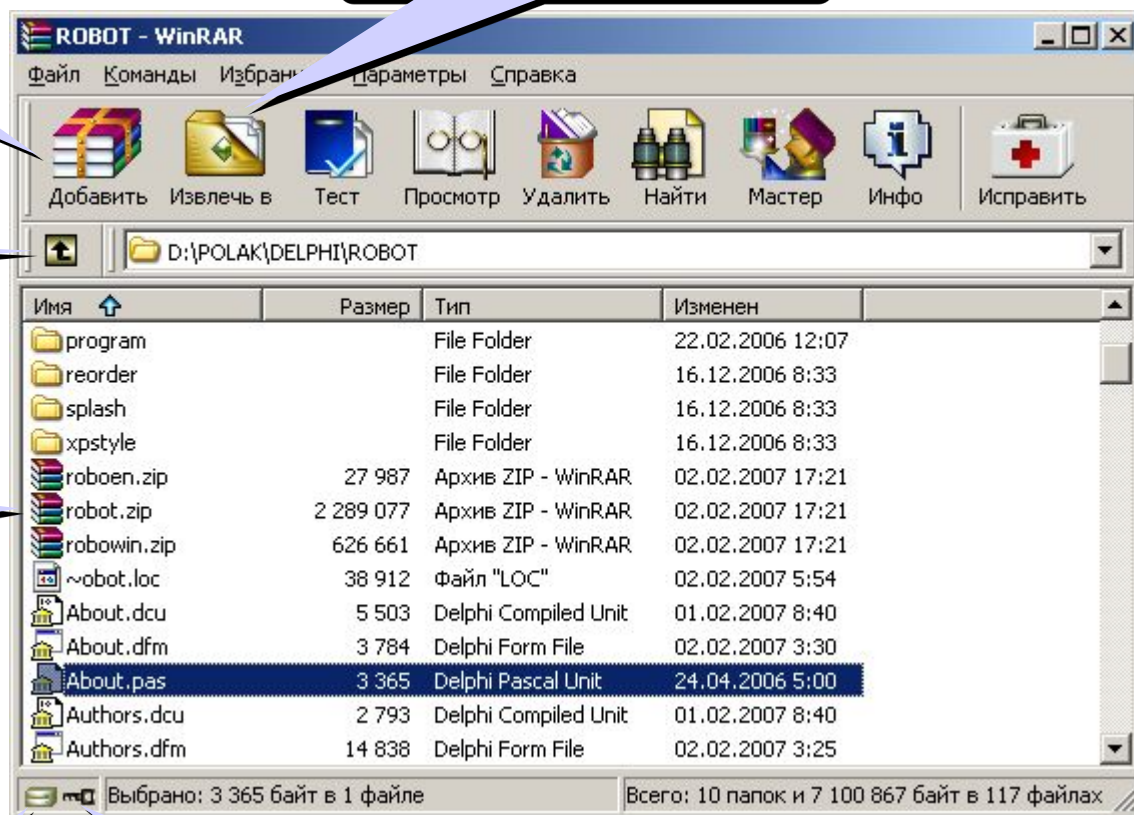 ROBOT - WinRAR
Файл Команды Избранное Параметры Справка
Добавить Извлечь в Тест Просмотр Удалить Найти Мастер Инфо Исправить
D:\POLAK\DELPHI\ROBOT
Имя Размер Тип Изменен
program File Folder 22.02.2006 12:07
reorder File Folder 16.12.2006 8:33
splash File Folder 16.12.2006 8:33
xpstyle File Folder 16.12.2006 8:33
roboen.zip 27 987 Архив ZIP - WinRAR 02.02.2007 17:21
robot.zip 2 289 077 Архив ZIP - WinRAR 02.02.2007 17:21
robowin.zip 626 661 Архив ZIP - WinRAR 02.02.2007 17:21
~obot.loc 38 912 Файл "LOC" 02.02.2007 5:54
About.dcu 5 503 Delphi Compiled Unit 01.02.2007 8:40
About.dfm 3 784 Delphi Form File 02.02.2007 3:30
About.pas 3 365 Delphi Pascal Unit 24.04.2006 5:00
Authors.dcu 2 793 Delphi Compiled Unit 01.02.2007 8:40
Authors.dfm 14 838 Delphi Form File 02.02.2007 3:25
Выбрано: 3 365 байт в 1 файле Всего: 10 папок и 7 100 867 байт в 117 файлах